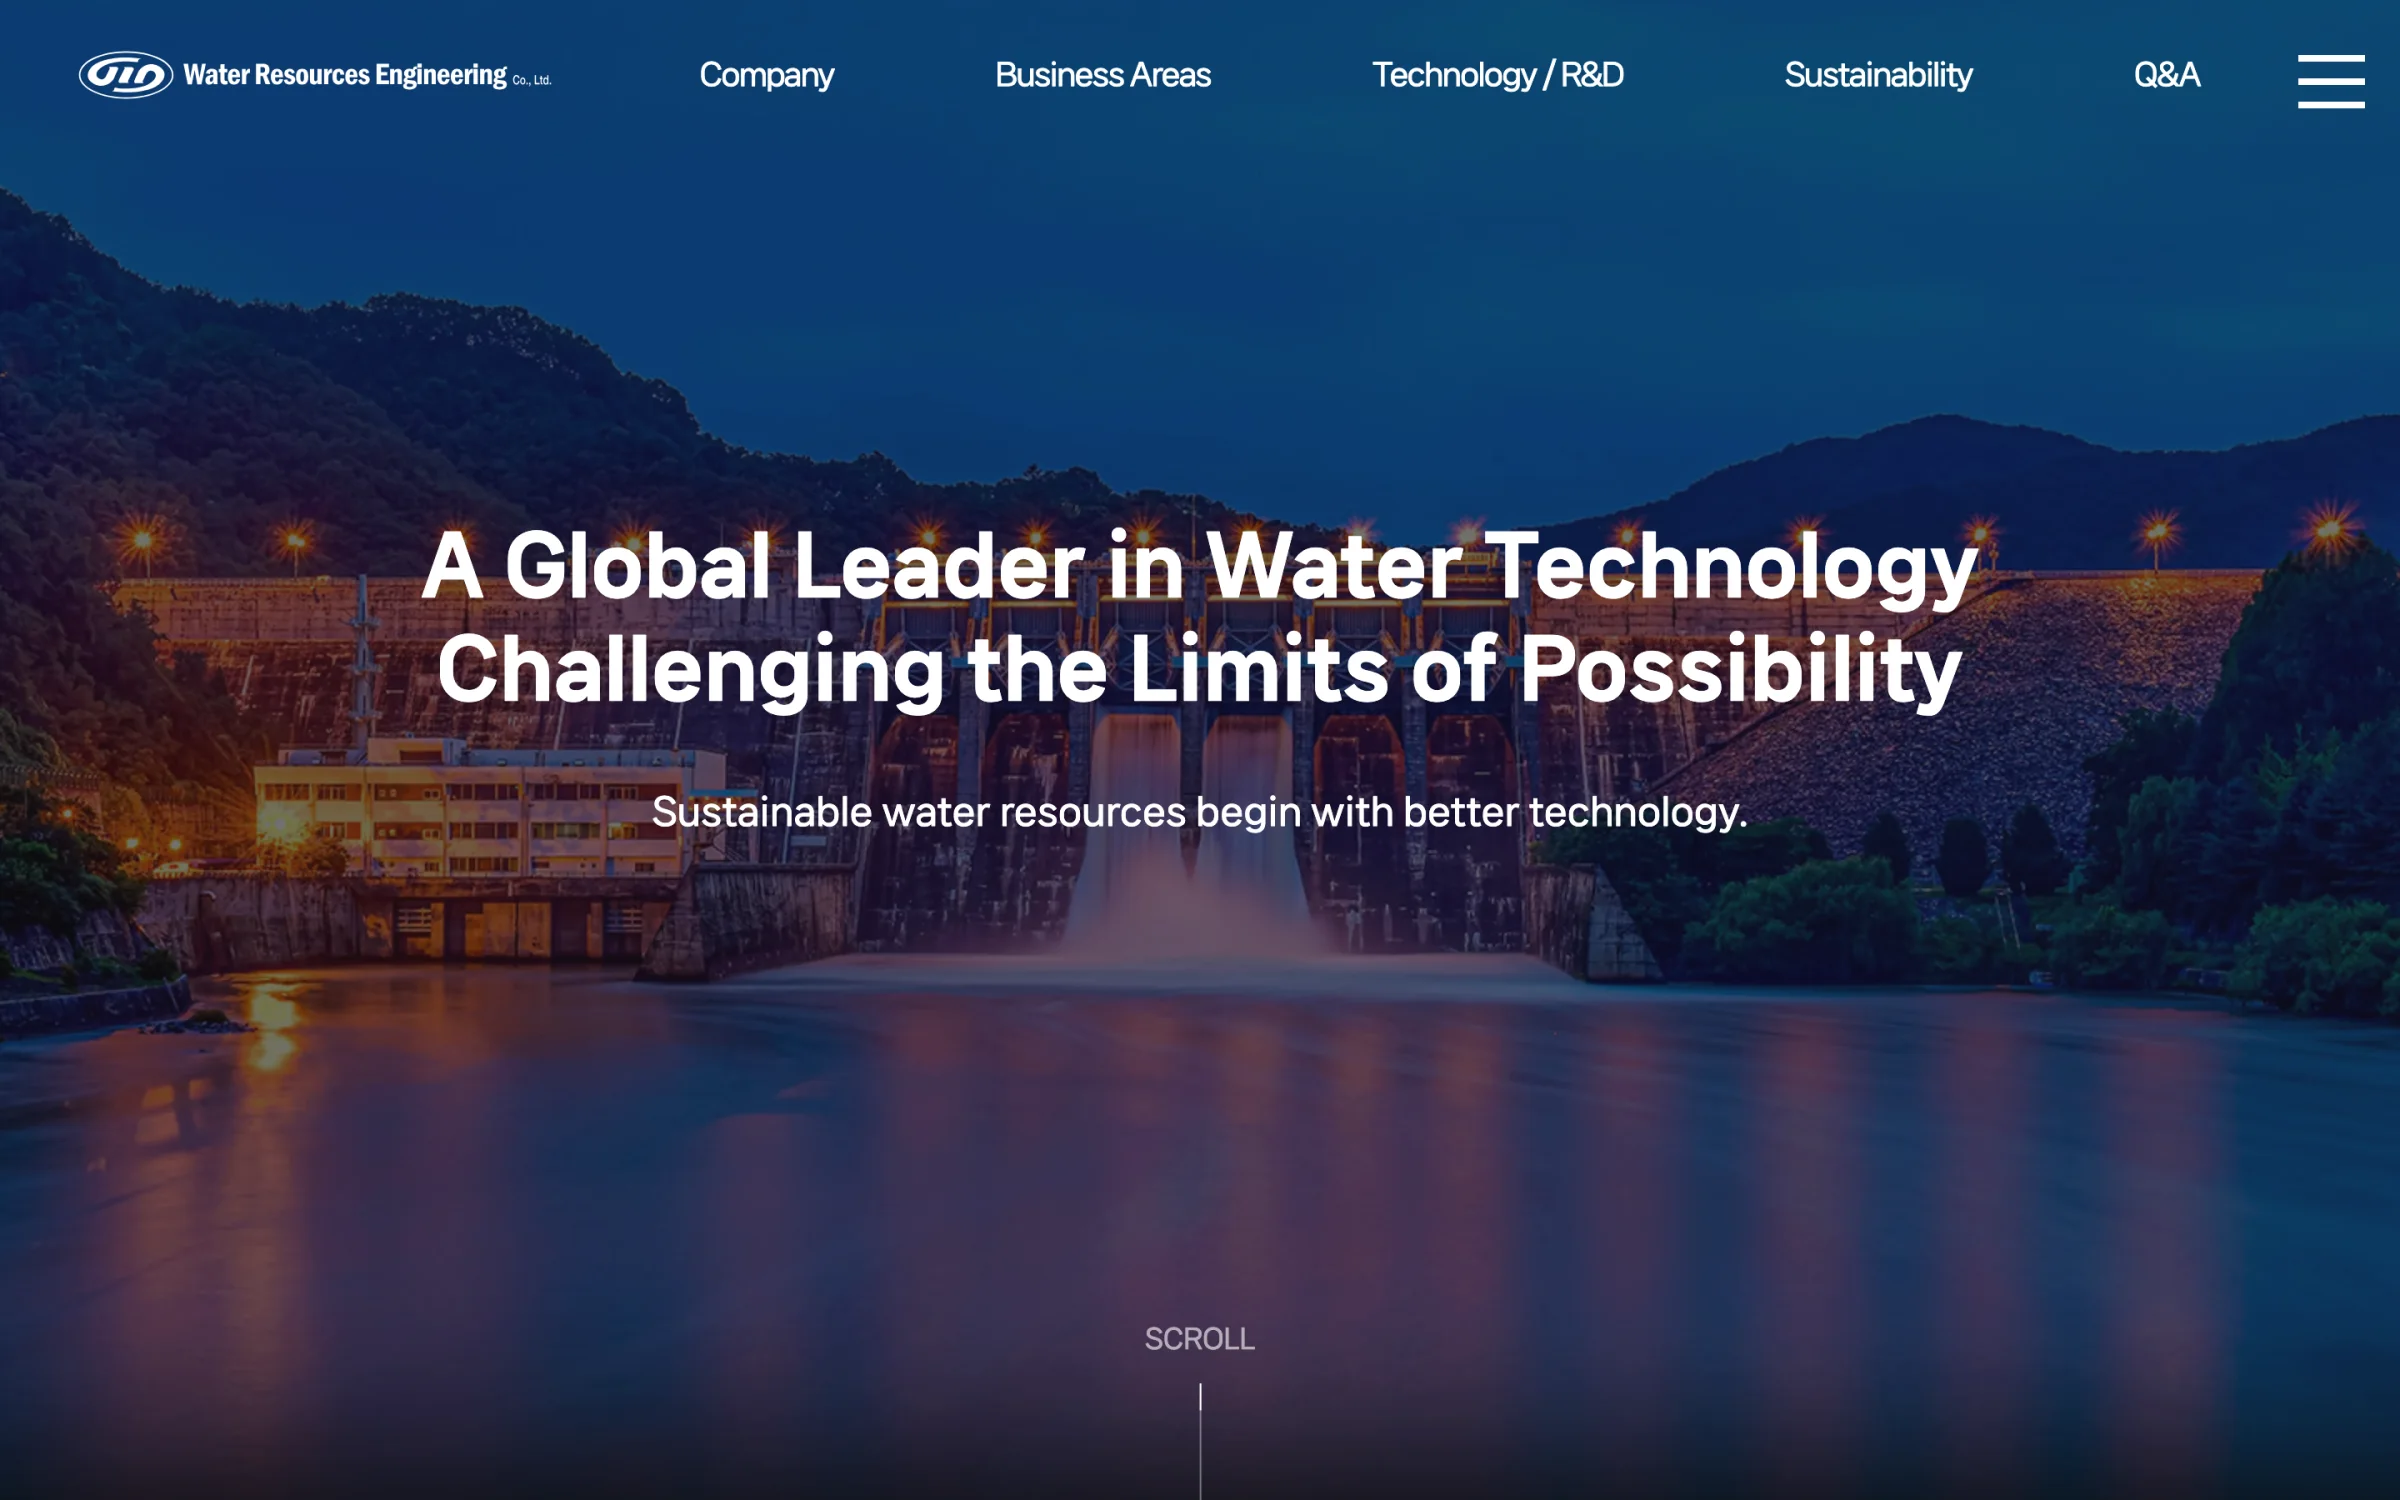 Water Resources Engineering Co., Ltd.
Company
Business Areas
Technology / R&D
Sustainability
Q&A
A Global Leader in Water Technology
Challenging the Limits of Possibility
Sustainable water resources begin with better technology.
SCROLL